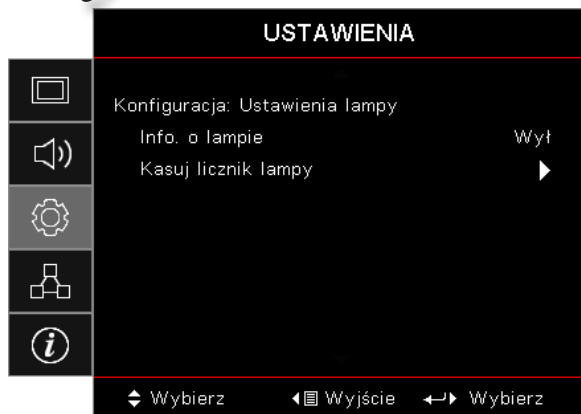 USTAWIENIA
Konfiguracja: Ustawienia lampy
Info. o lampie Wył
Kasuj licznik lampy
Wybierz Wyjście Wybierz